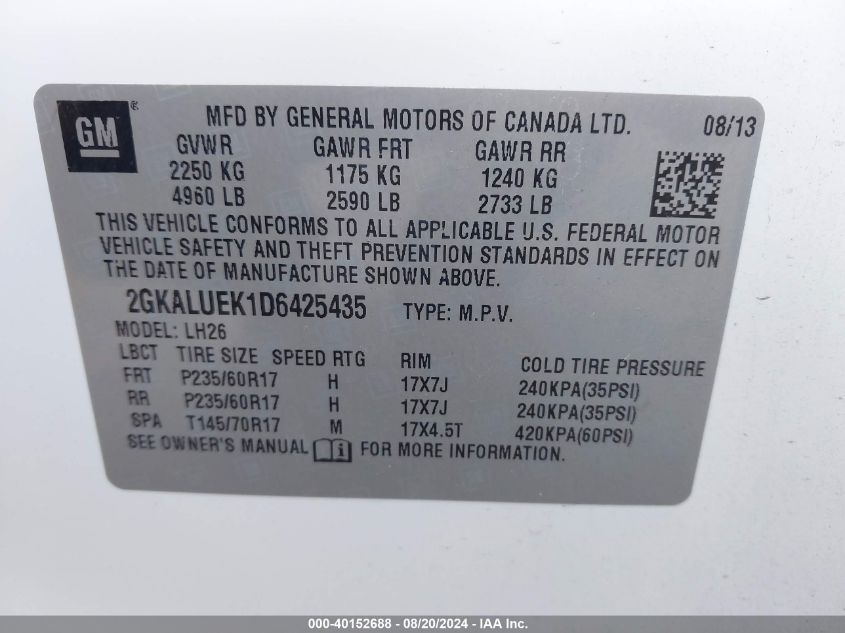 GM®
MFD BY GENERAL MOTORS OF CANADA LTD. 08/13
GVWR GAWR FRT GAWR RR
2250 KG 1175 KG 1240 KG
4960 LB 2590 LB 2733 LB
THIS VEHICLE CONFORMS TO ALL APPLICABLE U.S. FEDERAL MOTOR
VEHICLE SAFETY AND THEFT PREVENTION STANDARDS IN EFFECT ON
THE DATE OF MANUFACTURE SHOWN ABOVE.
2GKALUEK1D6425435 TYPE: M.P.V.
MODEL: LH26
LBCT TIRE SIZE SPEED RTG RIM COLD TIRE PRESSURE
FRT P235/60R17 H 17X7J 240KPA(35PSI)
RR P235/60R17 H 17X7J 240KPA(35PSI)
SPA T145/70R17 M 17X4.5T 420KPA(60PSI)
SEE OWNER'S MANUAL i FOR MORE INFORMATION.
000-40152688 - 08/20/2024 - IAA Inc.